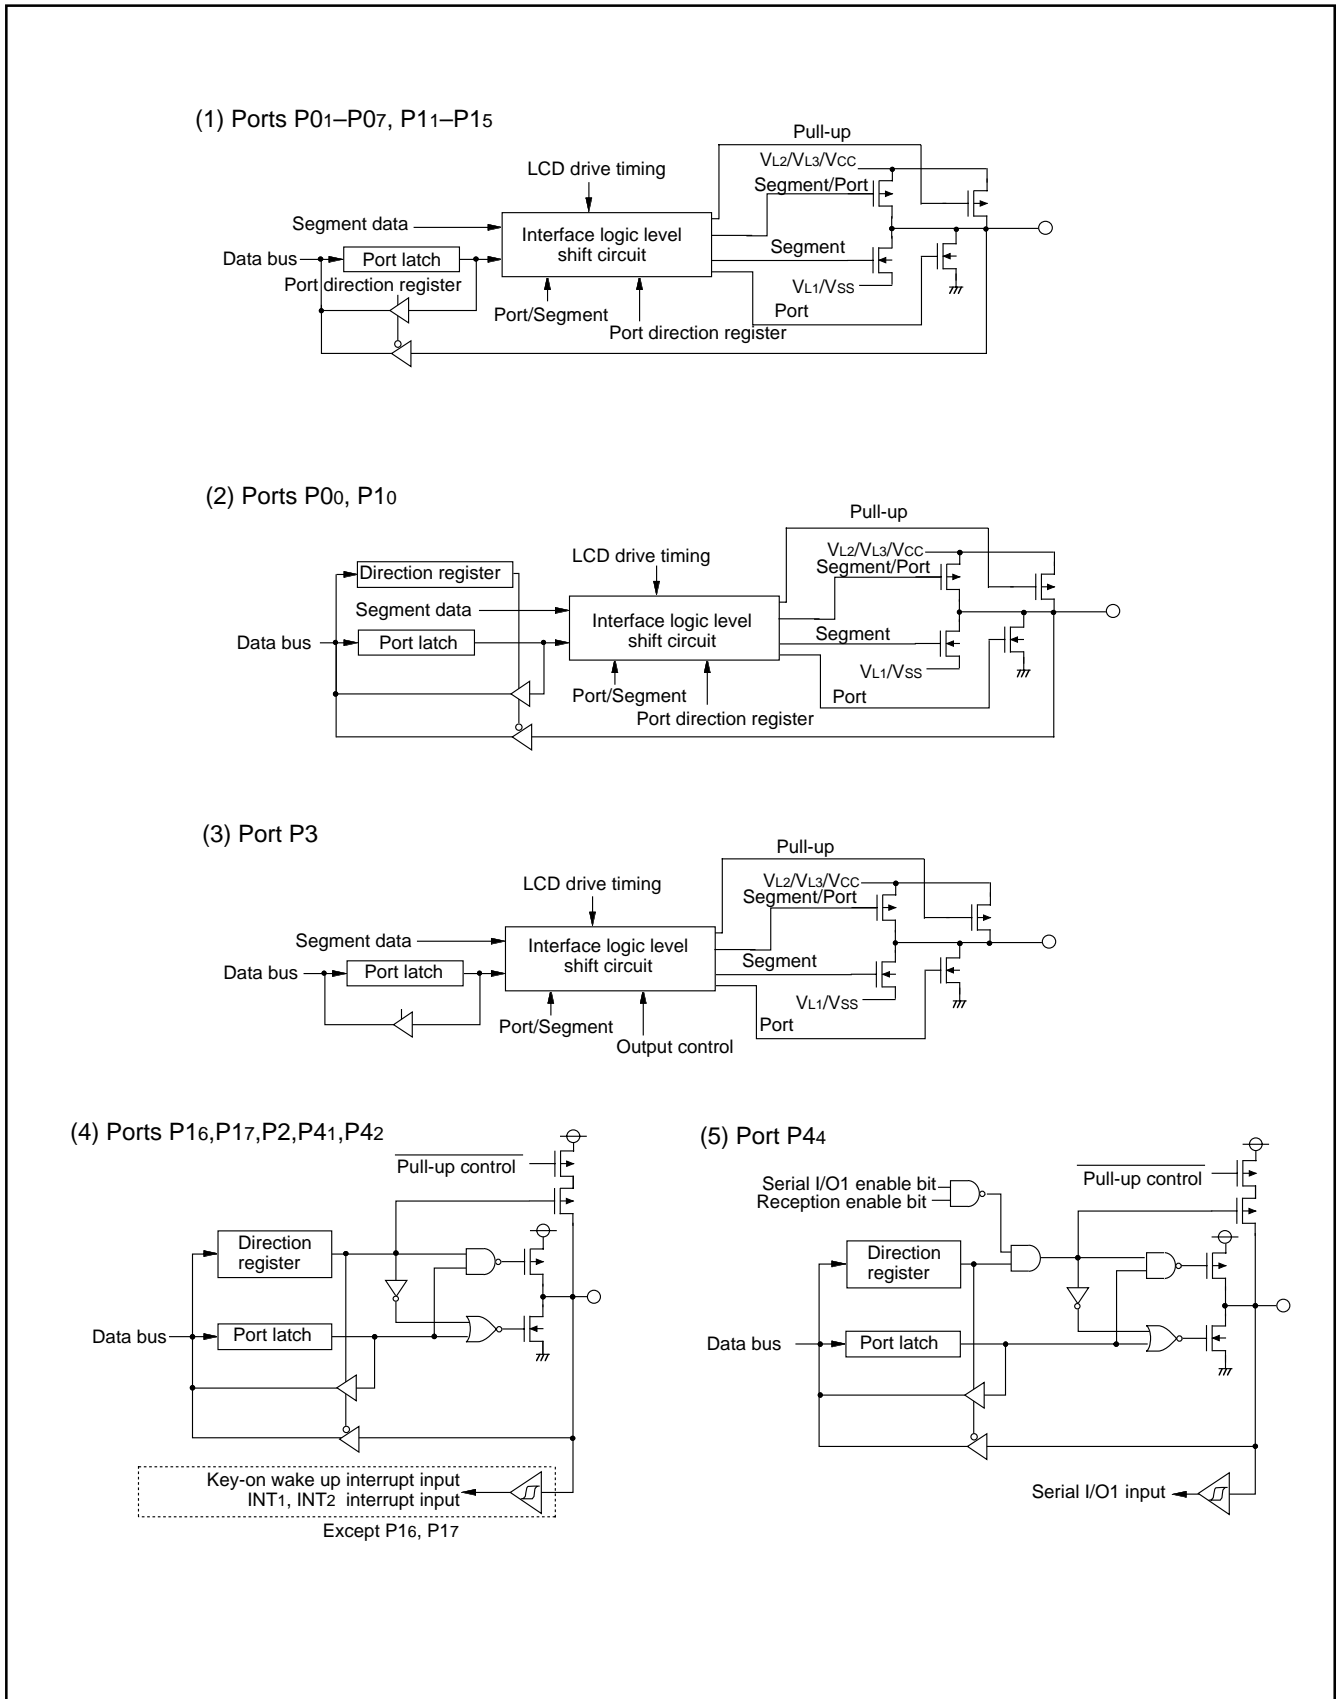 (1) Ports P01–P07, P11–P15
Pull-up
VL2/VL3/VCC
LCD drive timing
Segment/Port
Segment data
Interface logic level
shift circuit
Segment
Data bus
Port latch
Port direction register
VL1/VSS
Port/Segment
Port
Port direction register
(2) Ports P00, P10
Pull-up
LCD drive timing
VL2/VL3/VCC
Segment/Port
Direction register
Segment data
Interface logic level
shift circuit
Segment
Data bus
Port latch
VL1/VSS
Port/Segment
Port
Port direction register
(3) Port P3
Pull-up
LCD drive timing
VL2/VL3/VCC
Segment/Port
Segment data
Interface logic level
shift circuit
Segment
Data bus
Port latch
VL1/VSS
Port/Segment
Port
Output control
(4) Ports P16,P17,P2,P41,P42
Pull-up control
Direction
register
Data bus
Port latch
Key-on wake up interrupt input
INT1, INT2 interrupt input
Except P16, P17
(5) Port P44
Pull-up control
Serial I/O1 enable bit
Reception enable bit
Direction
register
Data bus
Port latch
Serial I/O1 input